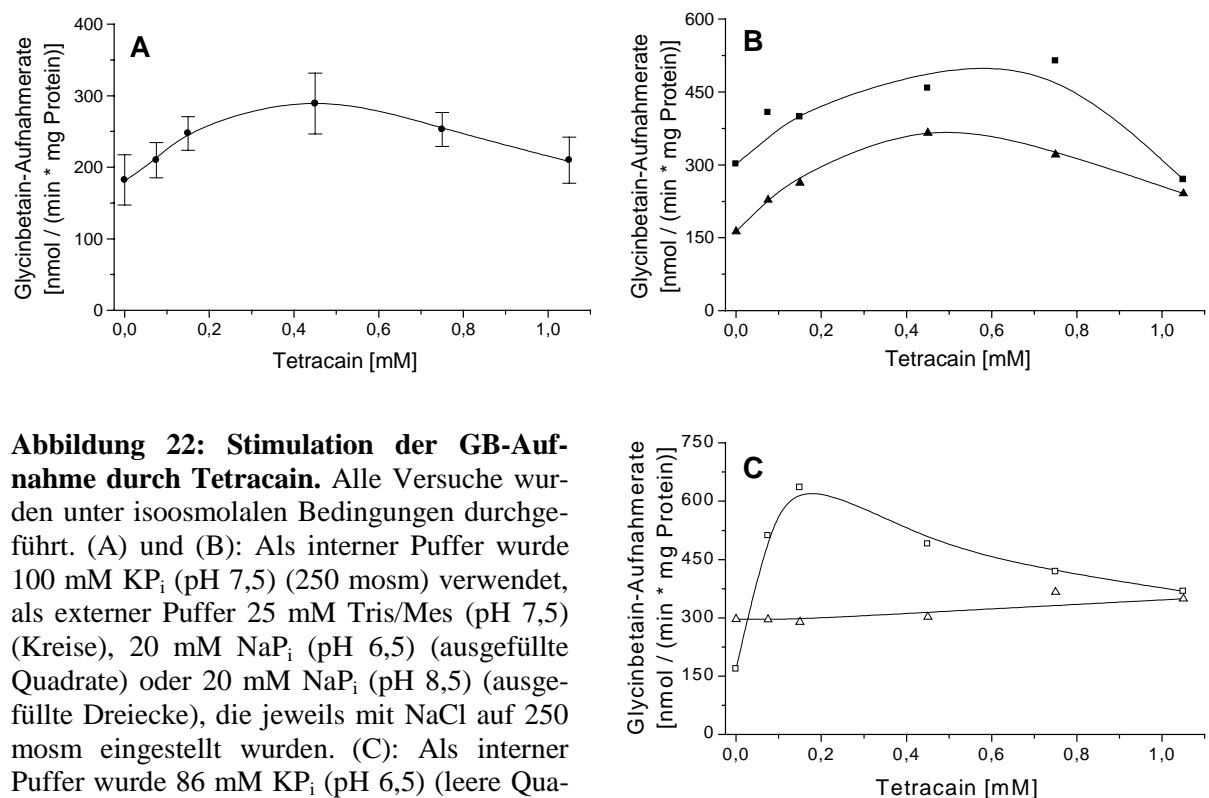 A
Glycinbetain-Aufnahmerate
[nmol / (min * mg Protein)]
400
300
200
100
0
0,0 0,2 0,4 0,6 0,8 1,0
Tetracain [mM]
B
Glycinbetain-Aufnahmerate
[nmol / (min * mg Protein)]
600
450
300
150
0
0,0 0,2 0,4 0,6 0,8 1,0
Tetracain [mM]
Abbildung 22: Stimulation der GB-Auf-
nahme durch Tetracain. Alle Versuche wur-
den unter isoosmolalen Bedingungen durchge-
führt. (A) und (B): Als interner Puffer wurde
100 mM KPi (pH 7,5) (250 mosm) verwendet,
als externer Puffer 25 mM Tris/Mes (pH 7,5)
(Kreise), 20 mM NaPi (pH 6,5) (ausgefüllte
Quadrate) oder 20 mM NaPi (pH 8,5) (ausge-
füllte Dreiecke), die jeweils mit NaCl auf 250
mosm eingestellt wurden. (C): Als interner
Puffer wurde 86 mM KPi (pH 6,5) (leere Qua-
C
Glycinbetain-Aufnahmerate
[nmol / (min * mg Protein)]
750
600
450
300
150
0
0,0 0,2 0,4 0,6 0,8 1,0
Tetracain [mM]